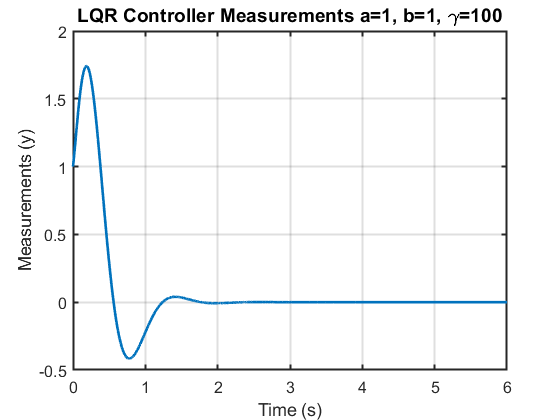 LQR Controller Measurements a=1, b=1, γ=100
Measurements (y)
2
1.5
1
0.5
0
-0.5
0 1 2 3 4 5 6
Time (s)